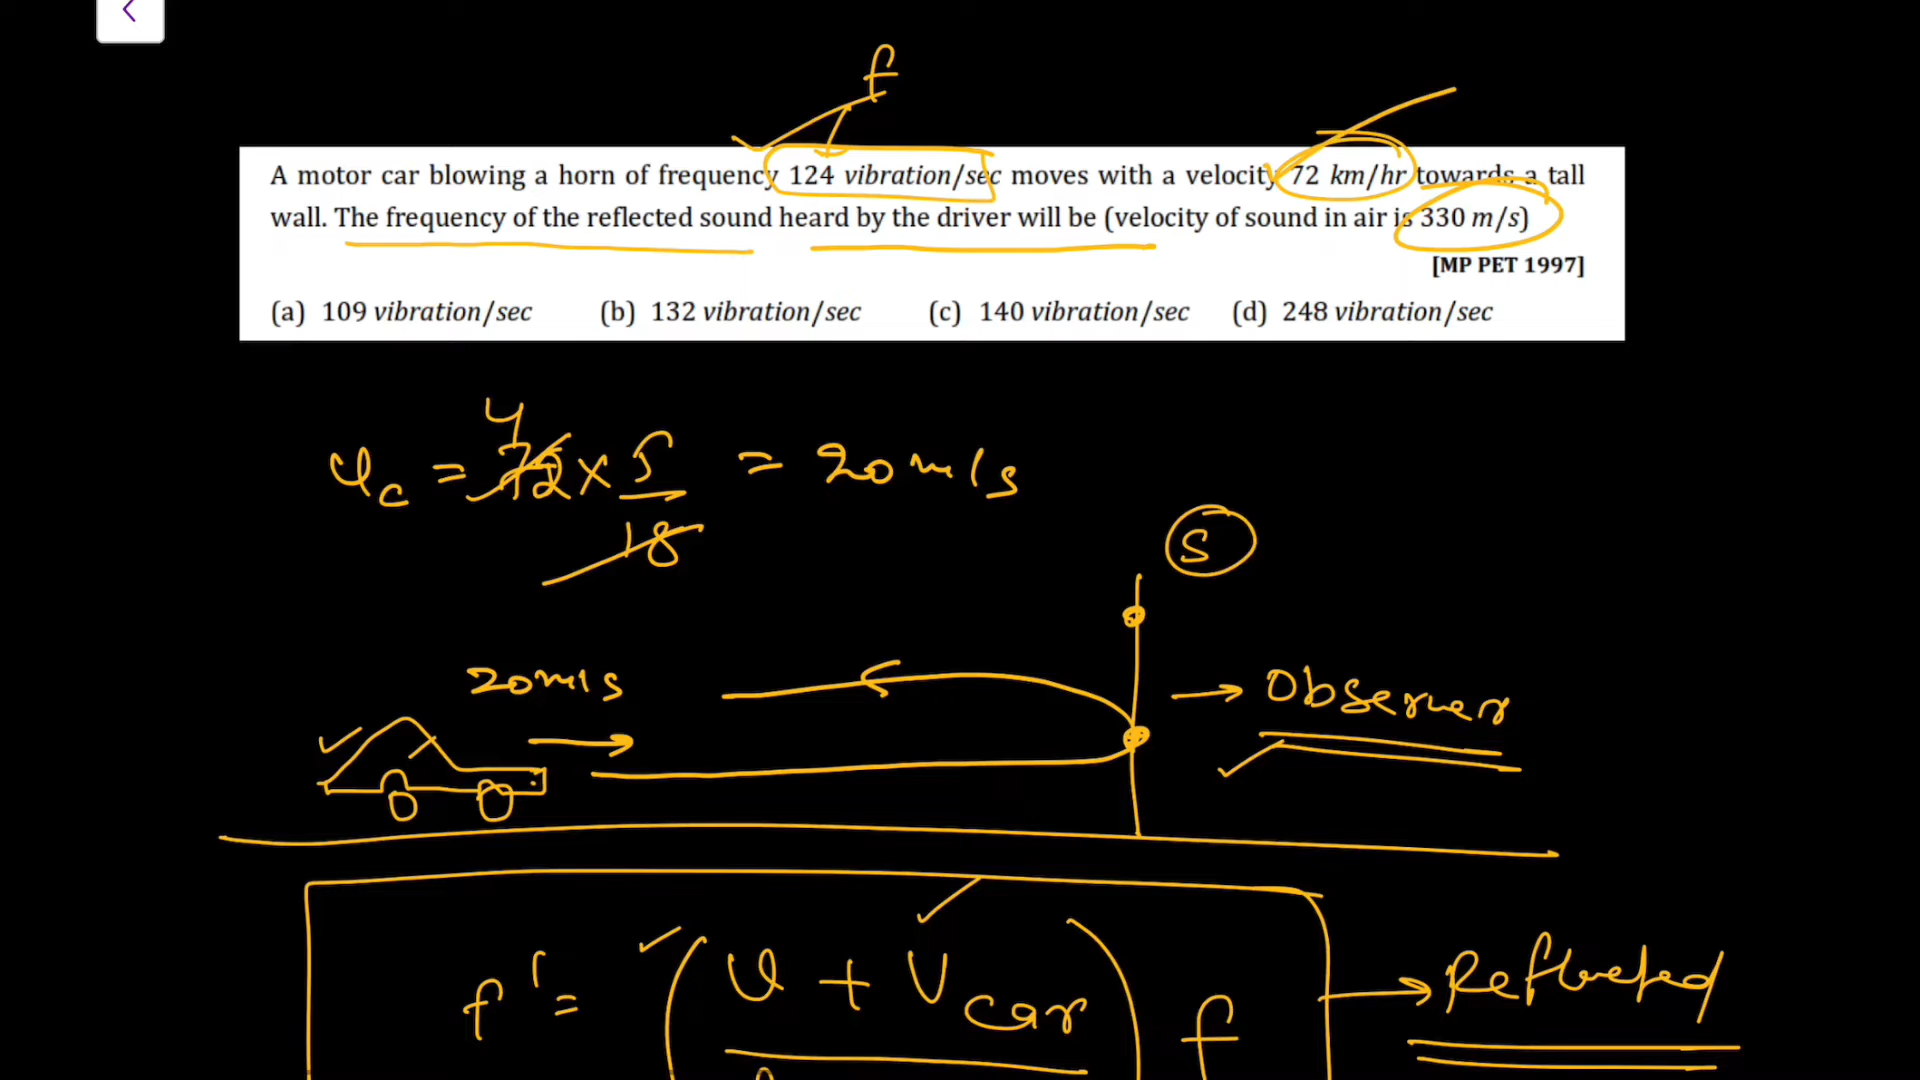 f
A motor car blowing a horn of frequency 124 vibration/sec moves with a velocity 72 km/hr towards a tall
wall. The frequency of the reflected sound heard by the driver will be (velocity of sound in air is 330 m/s)
[MP PET 1997]
(a) 109 vibration/sec (b) 132 vibration/sec (c) 140 vibration/sec (d) 248 vibration/sec
4
v_c = 72 × 5 = 20 m/s
18
S
20 m/s
→ Observer
f' = ( v + V_car ) f → Reflected